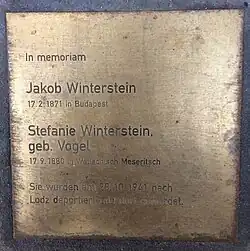 In memoriam
Jakob Winterstein
17.2.1871 in Budapest
Stefanie Winterstein,
geb. Vogel
17.9.1880 Meseritsch
Sie wurden am 28.10.1941 nach
Lodz deportiert